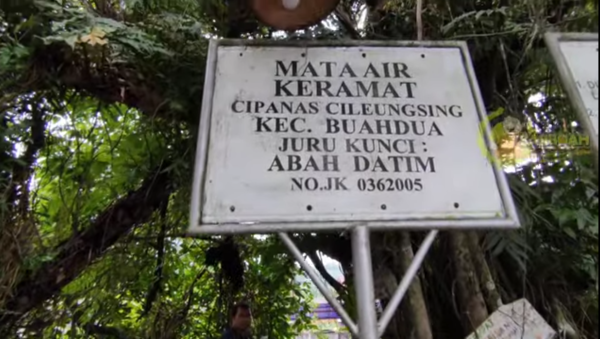 MATA AIR
KERAMAT
CIPANAS CILEUNGSING
KEC. BUAHDUA
JURU KUNCI :
ABAH DATIM
NO.JK 0362005